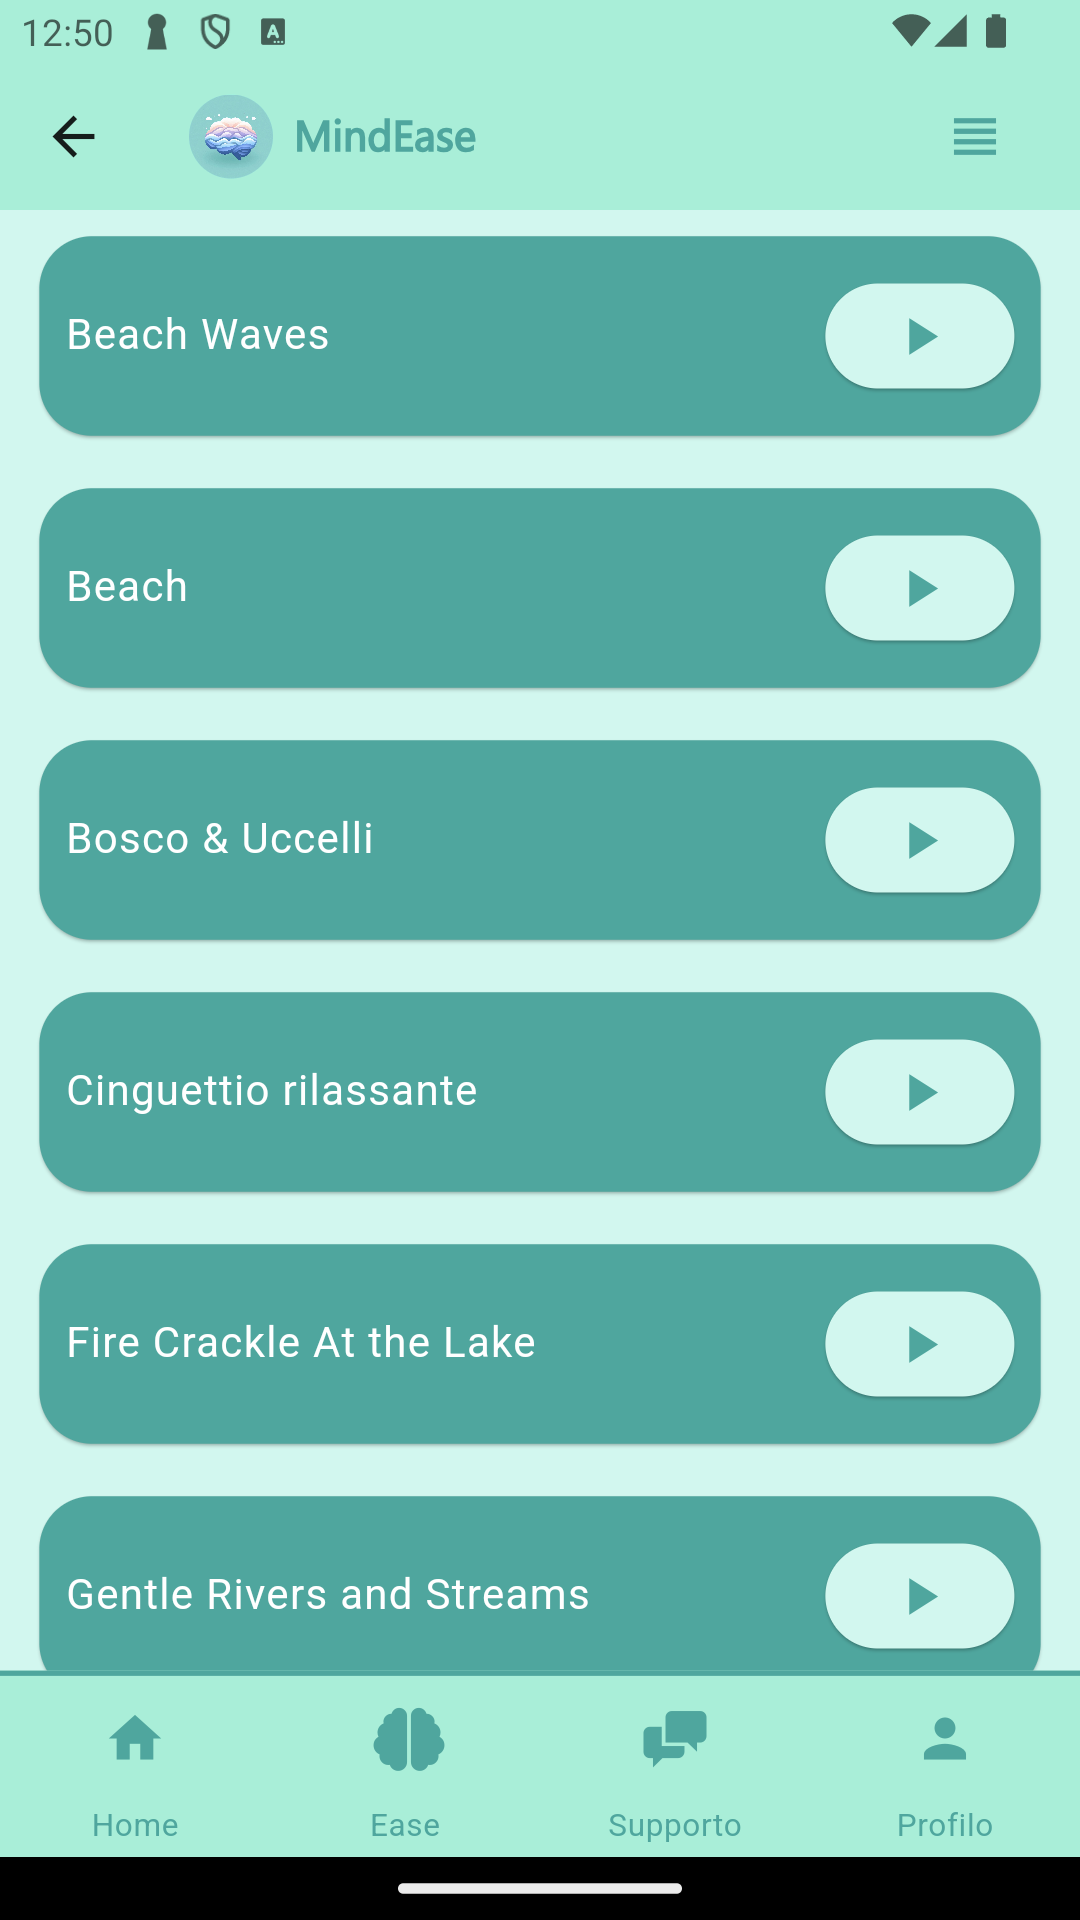 12:50
MindEase
Beach Waves
Beach
Bosco & Uccelli
Cinguettio rilassante
Fire Crackle At the Lake
Gentle Rivers and Streams
Home
Ease
Supporto
Profilo